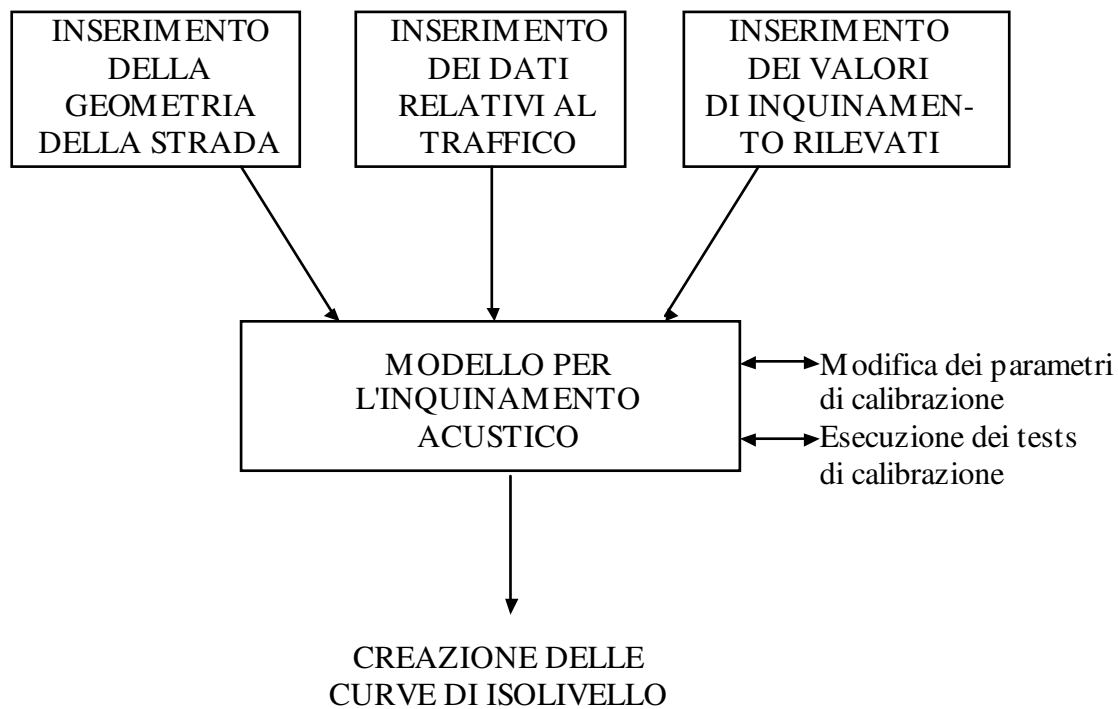 INSERIMENTO
DELLA
GEOMETRIA
DELLA STRADA
INSERIMENTO
DEI DATI
RELATIVI AL
TRAFFICO
INSERIMENTO
DEI VALORI
DI INQUINAMEN-
TO RILEVATI
MODELLO PER
L'INQUINAMENTO
ACUSTICO
Modifica dei parametri
di calibrazione
Esecuzione dei tests
di calibrazione
CREAZIONE DELLE
CURVE DI ISOLIVELLO